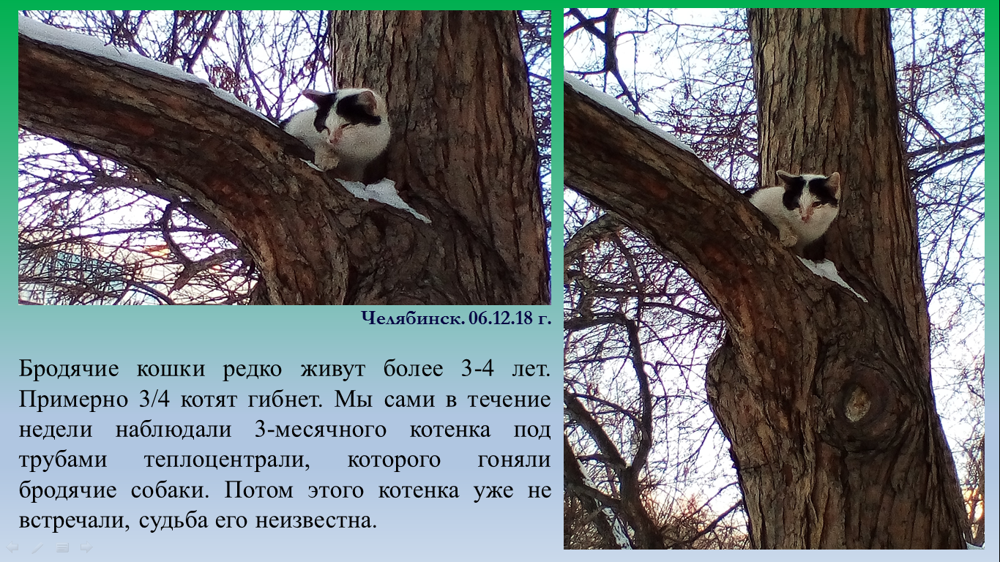 Челябинск. 06.12.18 г.
Бродячие кошки редко живут более 3-4 лет.
Примерно 3/4 котят гибнет. Мы сами в течение
недели наблюдали 3-месячного котенка под
трубами теплоцентрали, которого гоняли
бродячие собаки. Потом этого котенка уже не
встречали, судьба его неизвестна.